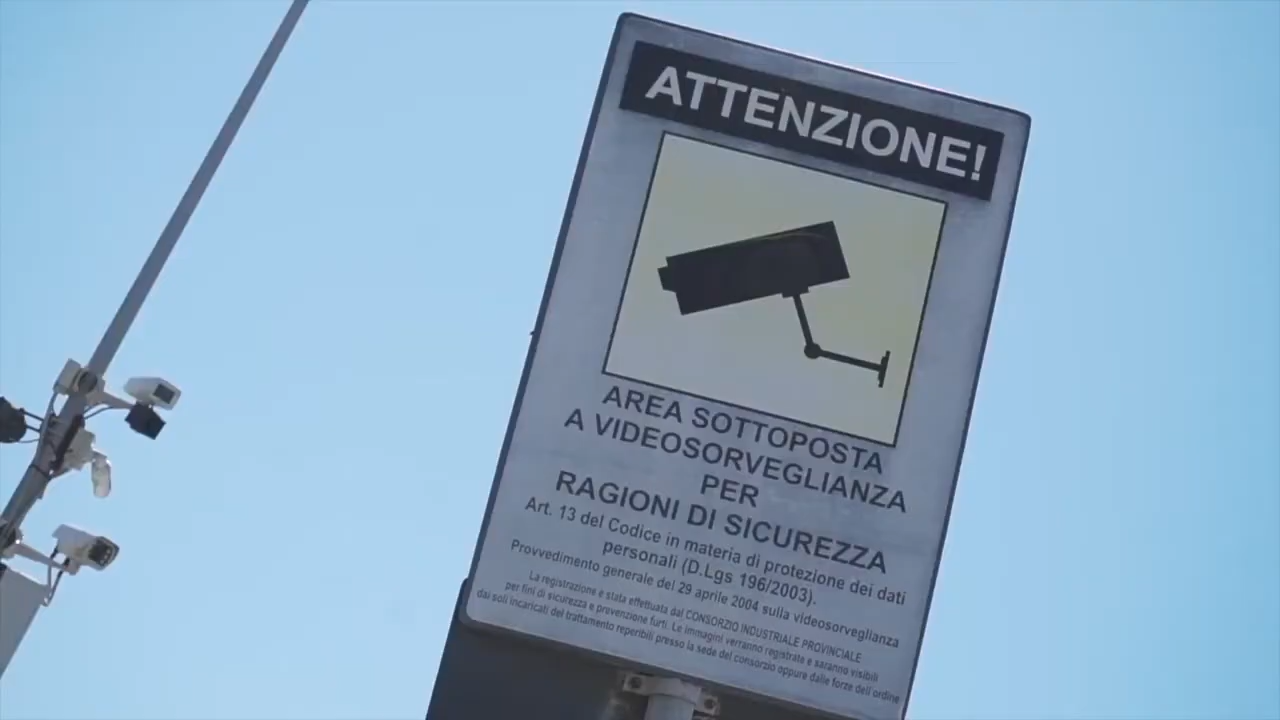 ATTENZIONE!
AREA SOTTOPOSTA
A VIDEOSORVEGLIANZA
PER
RAGIONI DI SICUREZZA
Art. 13 del Codice in materia di protezione dei dati
personali (D.Lgs 196/2003).
Provvedimento generale del 29 aprile 2004 sulla videosorveglianza
La registrazione e stata effettuata dal CONSORZIO INDUSTRIALE PROVINCIALE
per fini di sicurezza e prevenzione furti. Le immagini verranno registrate e saranno visibili
dai soli incaricati del trattamento reperibili presso la sede del consorzio oppure dalle forze dell'ordine